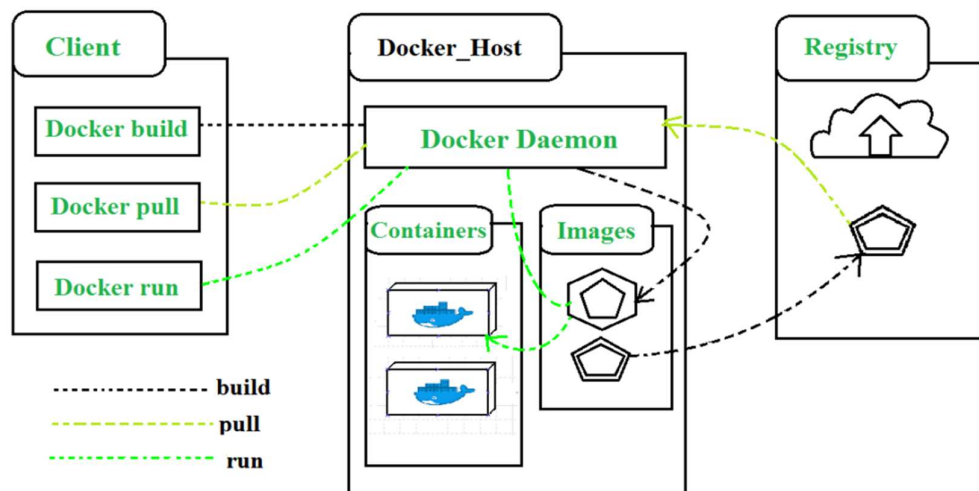 Client
Docker build
Docker pull
Docker run
Docker_Host
Docker Daemon
Containers
Images
Registry
build
pull
run